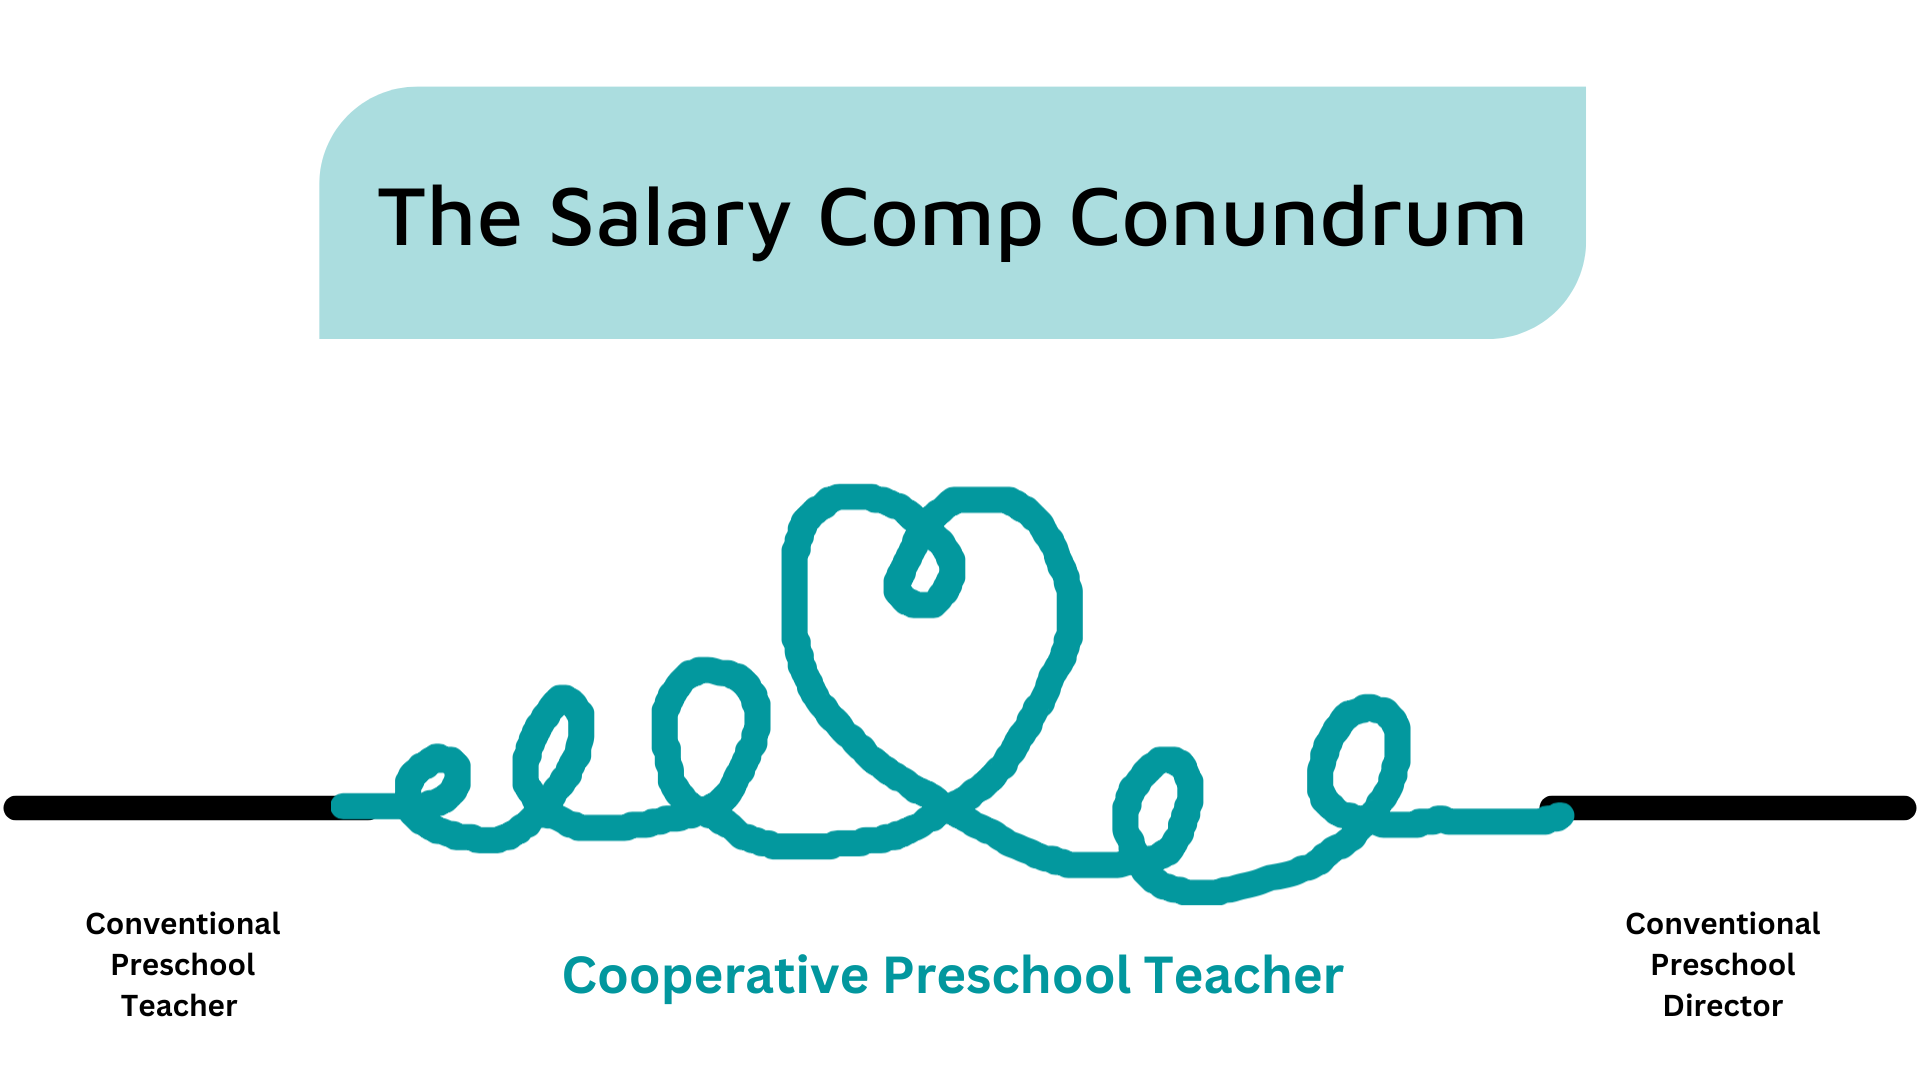 The Salary Comp Conundrum
Conventional
Preschool
Teacher
Cooperative Preschool Teacher
Conventional
Preschool
Director